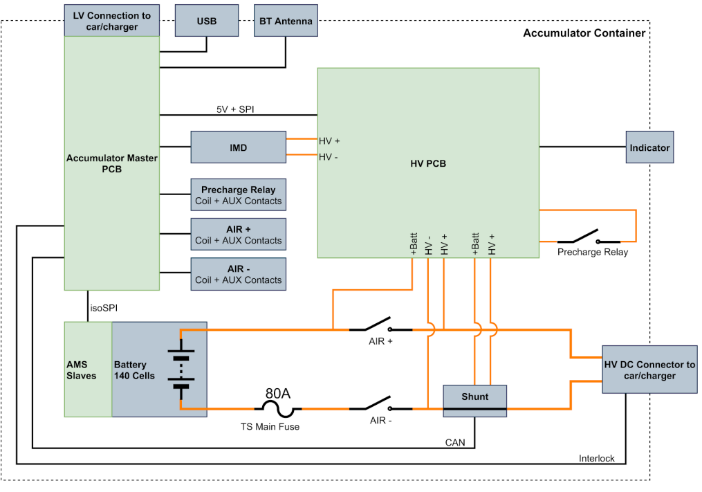 LV Connection to
car/charger
USB
BT Antenna
Accumulator Container
5V + SPI
Accumulator Master
PCB
IMD
HV +
HV -
HV PCB
Indicator
Precharge Relay
Coil + AUX Contacts
AIR +
Coil + AUX Contacts
AIR -
Coil + AUX Contacts
+Batt
HV -
HV +
+Batt
HV +
Precharge Relay
isoSPI
AMS
Slaves
Battery
140 Cells
AIR +
HV DC Connector to
car/charger
80A
TS Main Fuse
AIR -
Shunt
CAN
Interlock